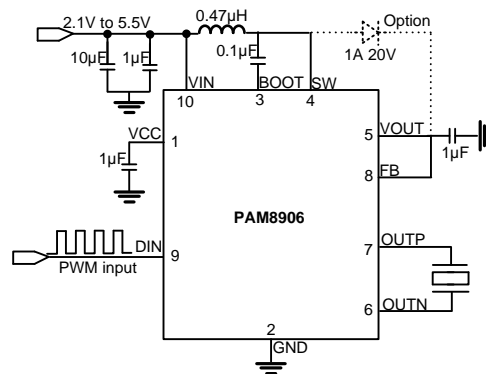 2.1V to 5.5V
0.47µH
Option
10µF
1µF
0.1µF
1A 20V
VIN
BOOT
SW
10
3
4
VCC
1
5
VOUT
1µF
1µF
8
FB
PAM8906
DIN
9
PWM input
7
OUTP
6
OUTN
2
GND